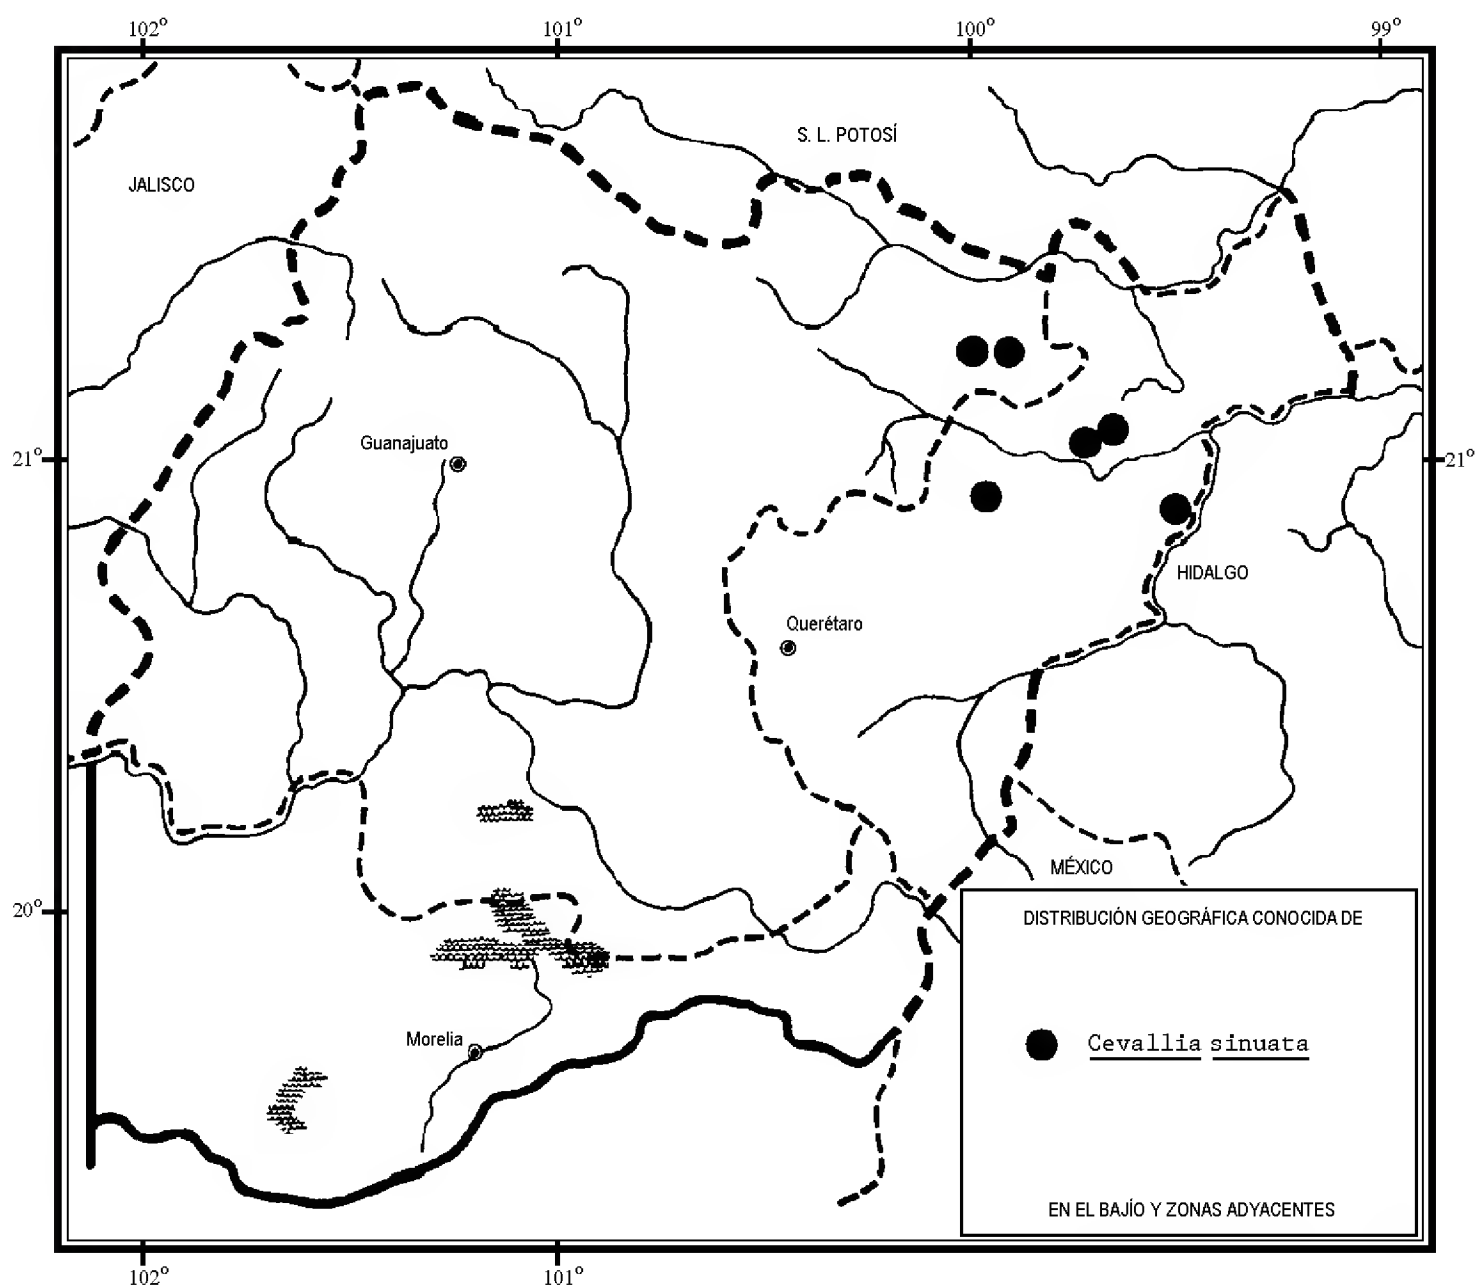 102° 101° 100° 99°
S. L. POTOSÍ
JALISCO
Guanajuato
21° 21°
HIDALGO
Querétaro
MÉXICO
20°
DISTRIBUCIÓN GEOGRÁFICA CONOCIDA DE
Morelia
Cevallia sinuata
EN EL BAJÍO Y ZONAS ADYACENTES
102° 101°